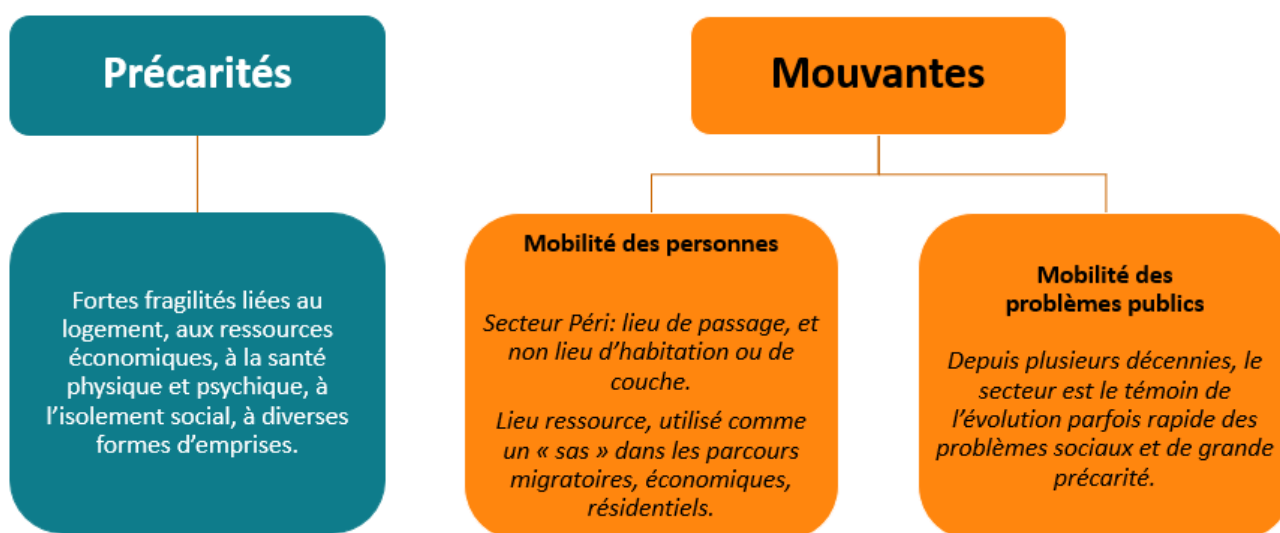 Précarités
Fortes fragilités liées au
logement, aux ressources
économiques, à la santé
physique et psychique, à
l’isolement social, à diverses
formes d’emprises.
Mouvantes
Mobilité des personnes
Secteur Péri: lieu de passage, et
non lieu d’habitation ou de
couche.
Lieu ressource, utilisé comme
un « sas » dans les parcours
migratoires, économiques,
résidentiels.
Mobilité des
problèmes publics
Depuis plusieurs décennies, le
secteur est le témoin de
l’évolution parfois rapide des
problèmes sociaux et de grande
précarité.